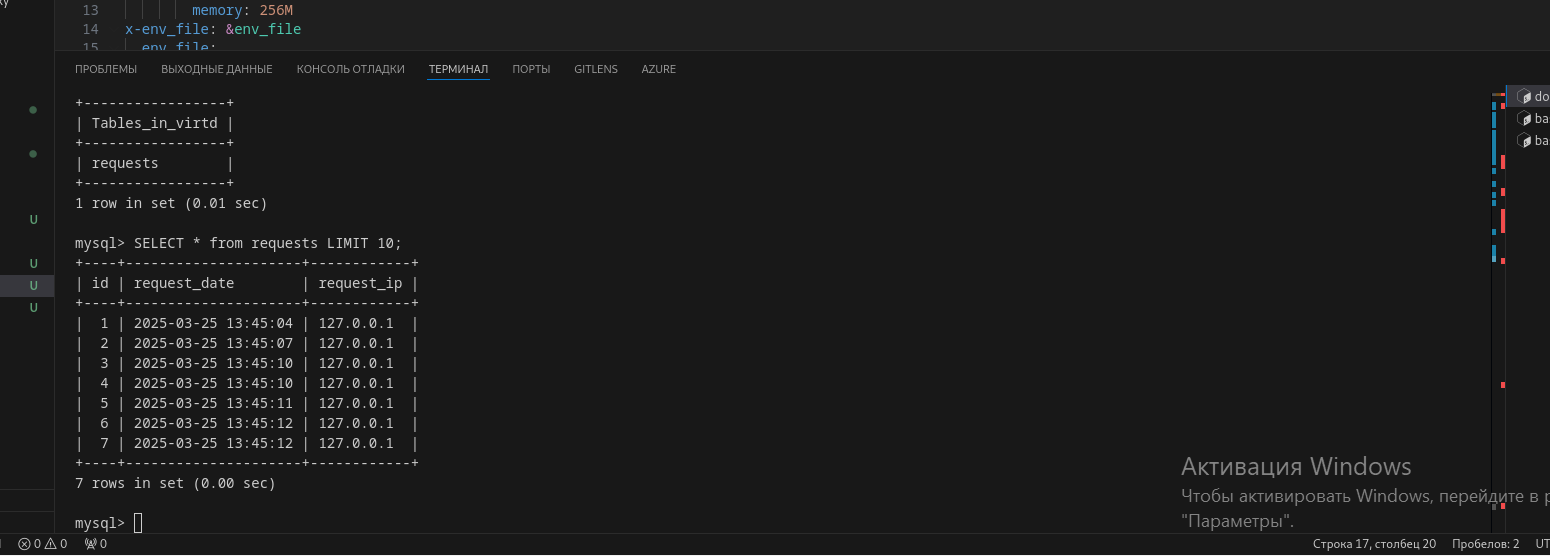 13 memory: 256M
14 x-env_file: &env_file
15 env_file:
ПРОБЛЕМЫ ВЫХОДНЫЕ ДАННЫЕ КОНСОЛЬ ОТЛАДКИ ТЕРМИНАЛ ПОРТЫ GITLENS AZURE
+-----------------+
| Tables_in_virtd |
+-----------------+
| requests        |
+-----------------+
1 row in set (0.01 sec)
mysql> SELECT * from requests LIMIT 10;
+----+---------------------+------------+
| id | request_date        | request_ip |
+----+---------------------+------------+
|  1 | 2025-03-25 13:45:04 | 127.0.0.1  |
|  2 | 2025-03-25 13:45:07 | 127.0.0.1  |
|  3 | 2025-03-25 13:45:10 | 127.0.0.1  |
|  4 | 2025-03-25 13:45:10 | 127.0.0.1  |
|  5 | 2025-03-25 13:45:11 | 127.0.0.1  |
|  6 | 2025-03-25 13:45:12 | 127.0.0.1  |
|  7 | 2025-03-25 13:45:12 | 127.0.0.1  |
+----+---------------------+------------+
7 rows in set (0.00 sec)
mysql>
do
ba
ba
U
U
U
U
Активация Windows
Чтобы активировать Windows, перейдите в
"Параметры".
0 0 0 Строка 17, столбец 20 Пробелов: 2 UT